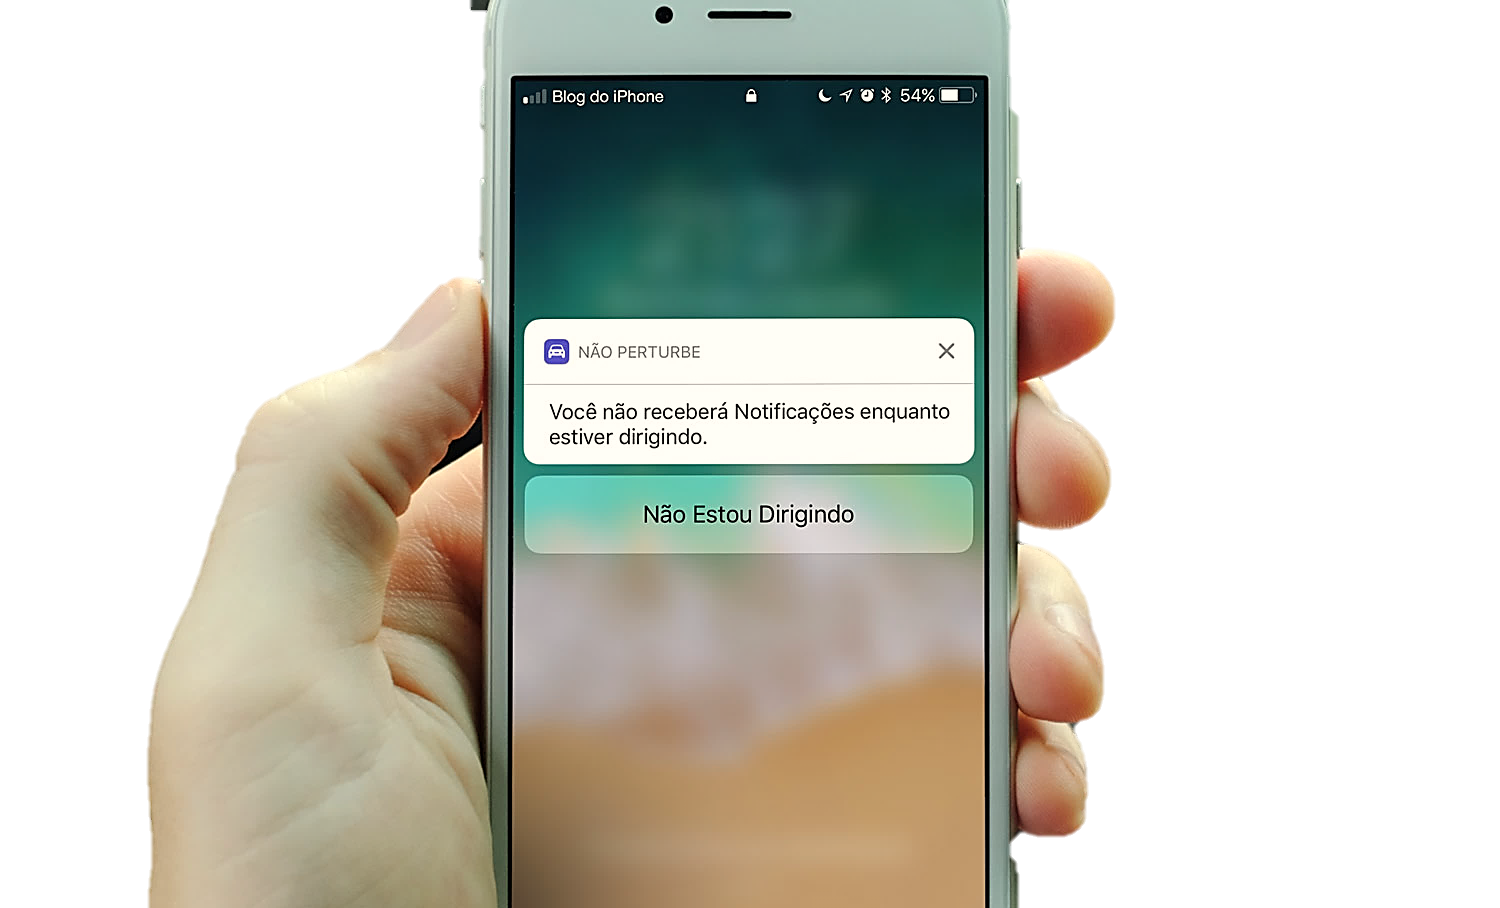 Blog do iPhone 54%
NÃO PERTURBE
Você não receberá Notificações enquanto
estiver dirigindo.
Não Estou Dirigindo